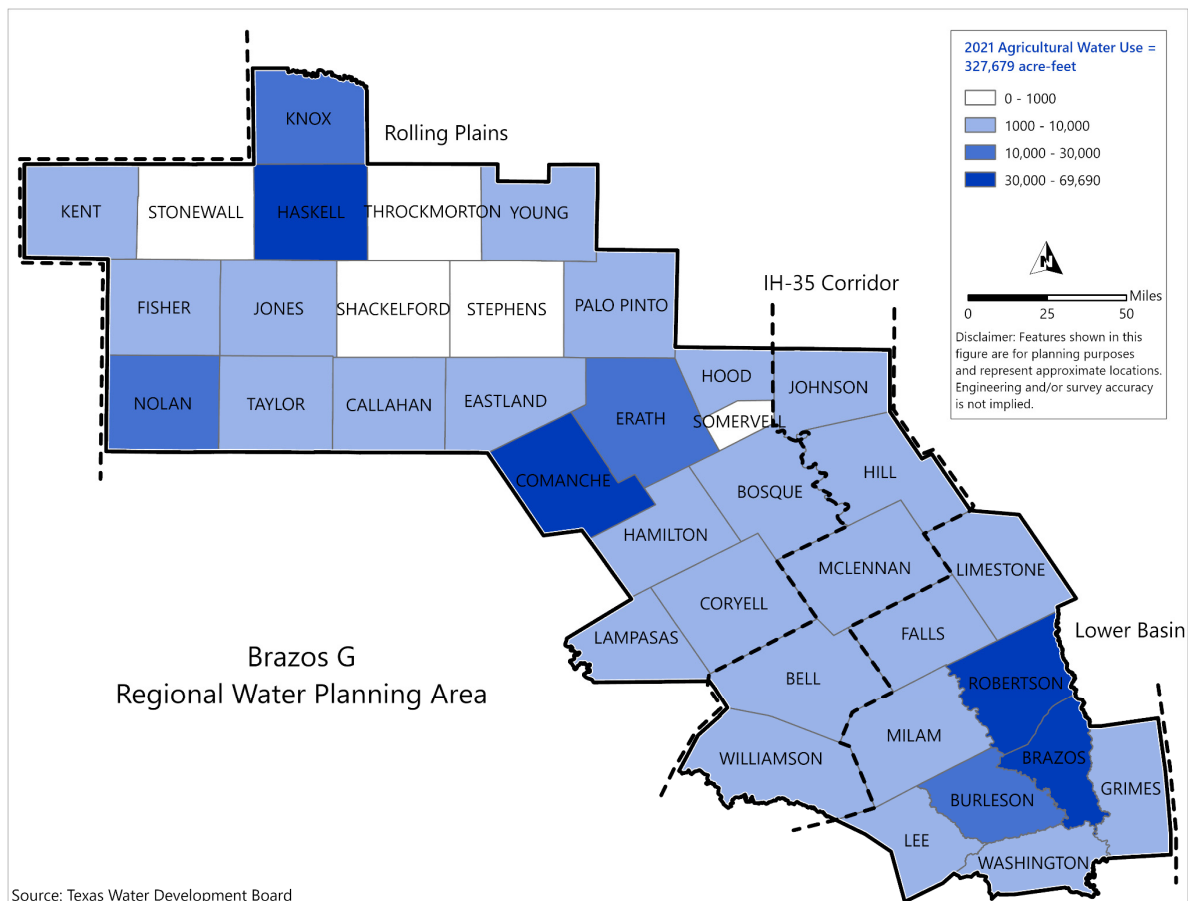 2021 Agricultural Water Use =
327,679 acre-feet
0 - 1000
1000 - 10,000
10,000 - 30,000
30,000 - 69,690
N
Miles
0 25 50
Disclaimer: Features shown in this
figure are for planning purposes
and represent approximate locations.
Engineering and/or survey accuracy
is not implied.
KNOX
Rolling Plains
KENT
STONEWALL
HASKELL
THROCKMORTON
YOUNG
FISHER
JONES
SHACKELFORD
STEPHENS
PALO PINTO
IH-35 Corridor
NOLAN
TAYLOR
CALLAHAN
EASTLAND
ERATH
HOOD
JOHNSON
SOMERVELL
COMANCHE
BOSQUE
HILL
HAMILTON
MCLENNAN
LIMESTONE
CORYELL
LAMPASAS
FALLS
Lower Basin
Brazos G
Regional Water Planning Area
BELL
ROBERTSON
MILAM
WILLIAMSON
BRAZOS
GRIMES
BURLESON
LEE
WASHINGTON
Source: Texas Water Development Board